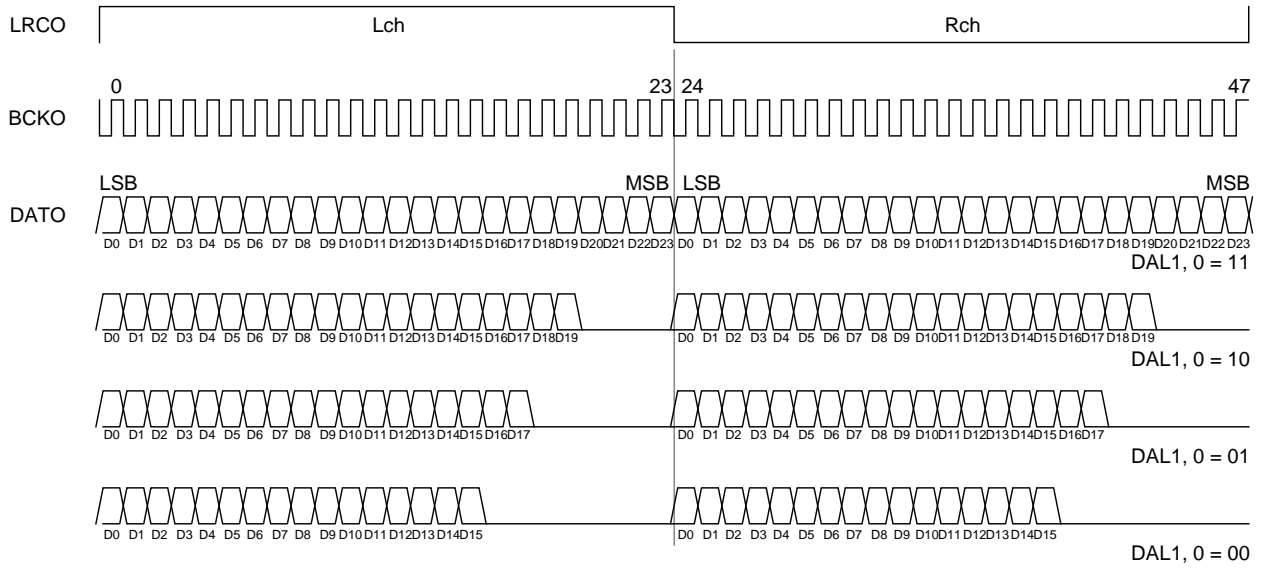 LRCO Lch Rch
0 23 24 47
BCKO
LSB MSB LSB MSB
DATO
D0 D1 D2 D3 D4 D5 D6 D7 D8 D9 D10 D11 D12 D13 D14 D15 D16 D17 D18 D19 D20 D21 D22 D23 D0 D1 D2 D3 D4 D5 D6 D7 D8 D9 D10 D11 D12 D13 D14 D15 D16 D17 D18 D19 D20 D21 D22 D23
DAL1, 0 = 11
D0 D1 D2 D3 D4 D5 D6 D7 D8 D9 D10 D11 D12 D13 D14 D15 D16 D17 D18 D19 D0 D1 D2 D3 D4 D5 D6 D7 D8 D9 D10 D11 D12 D13 D14 D15 D16 D17 D18 D19
DAL1, 0 = 10
D0 D1 D2 D3 D4 D5 D6 D7 D8 D9 D10 D11 D12 D13 D14 D15 D16 D17 D0 D1 D2 D3 D4 D5 D6 D7 D8 D9 D10 D11 D12 D13 D14 D15 D16 D17
DAL1, 0 = 01
D0 D1 D2 D3 D4 D5 D6 D7 D8 D9 D10 D11 D12 D13 D14 D15 D0 D1 D2 D3 D4 D5 D6 D7 D8 D9 D10 D11 D12 D13 D14 D15
DAL1, 0 = 00